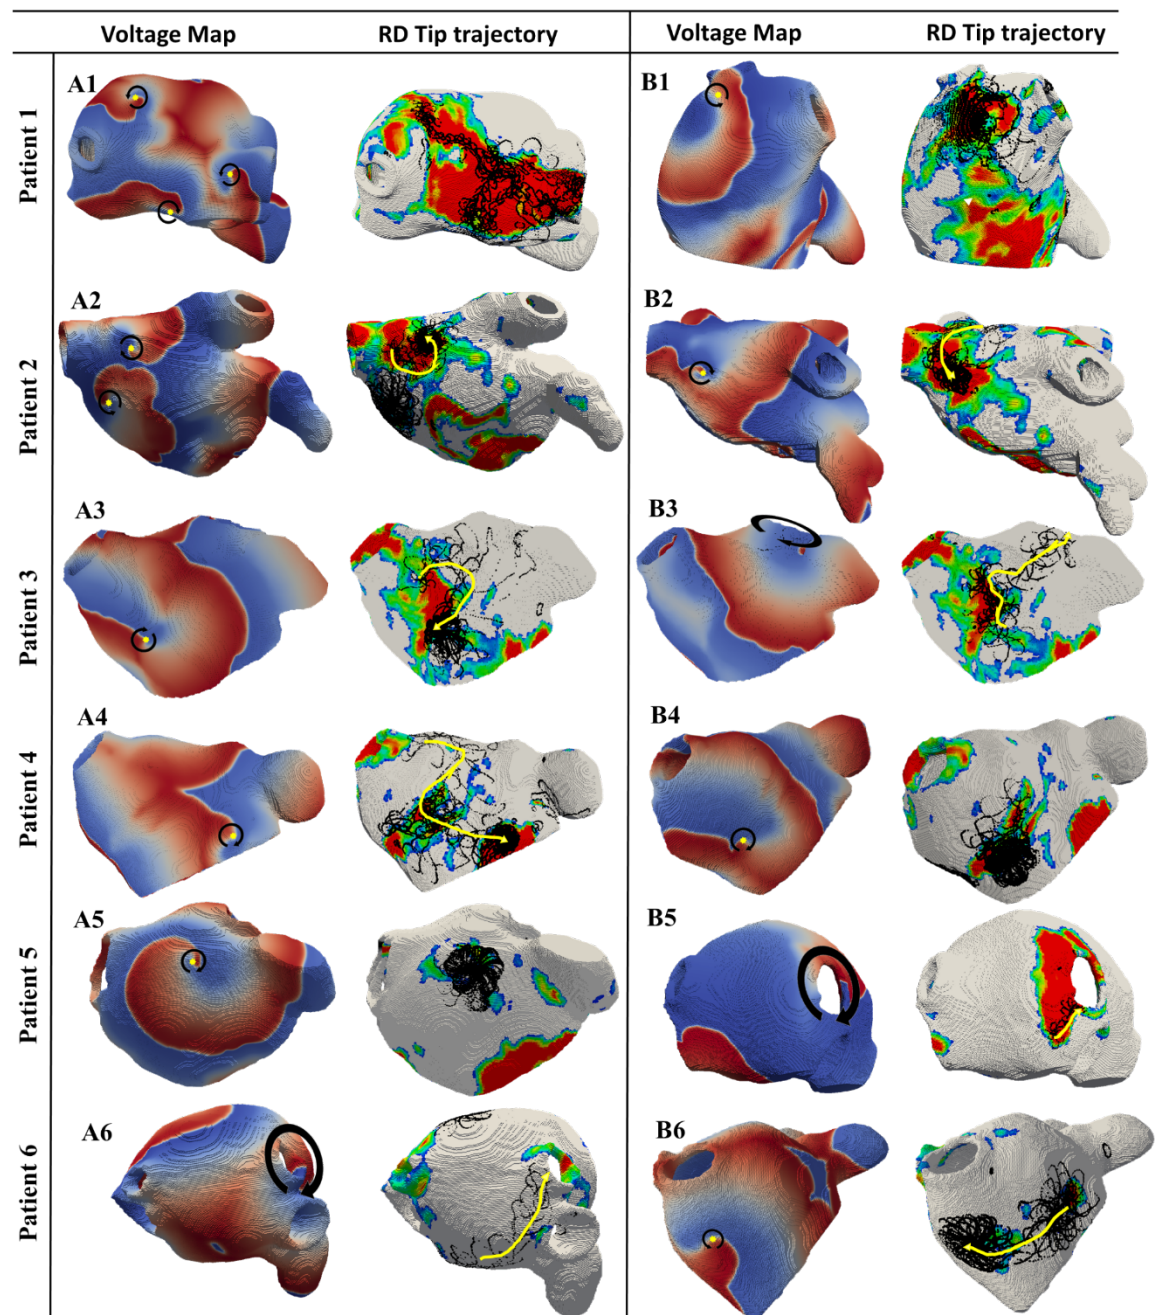 Voltage Map RD Tip trajectory Voltage Map RD Tip trajectory
Patient 1
A1 B1
Patient 2
A2 B2
Patient 3
A3 B3
Patient 4
A4 B4
Patient 5
A5 B5
Patient 6
A6 B6